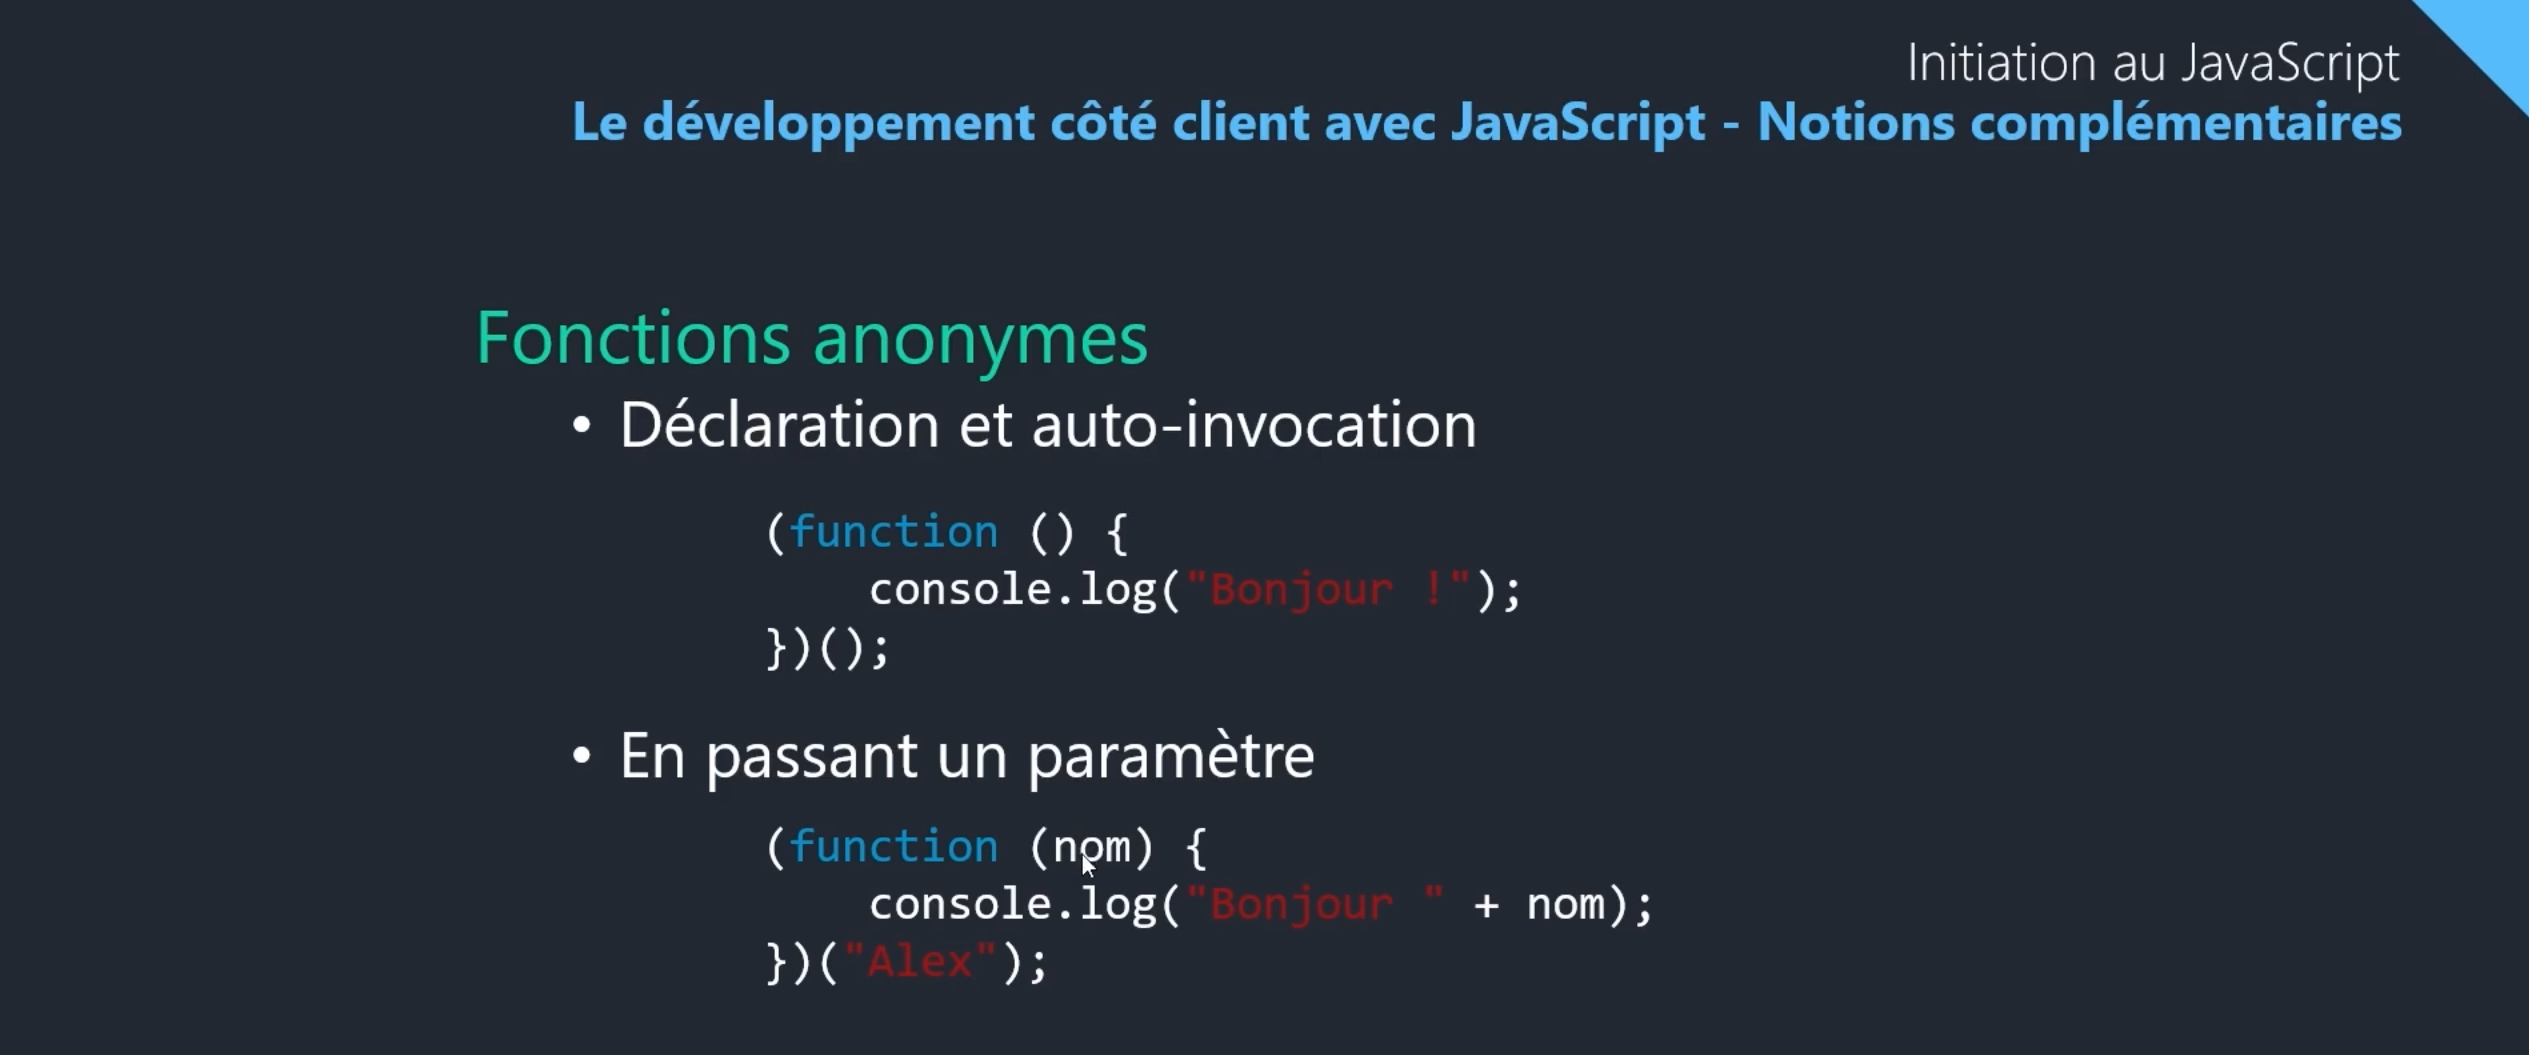 Initiation au JavaScript
Le développement côté client avec JavaScript - Notions complémentaires
Fonctions anonymes
• Déclaration et auto-invocation
(function () {
    console.log("Bonjour !");
})();
• En passant un paramètre
(function (nom) {
    console.log("Bonjour " + nom);
})("Alex");